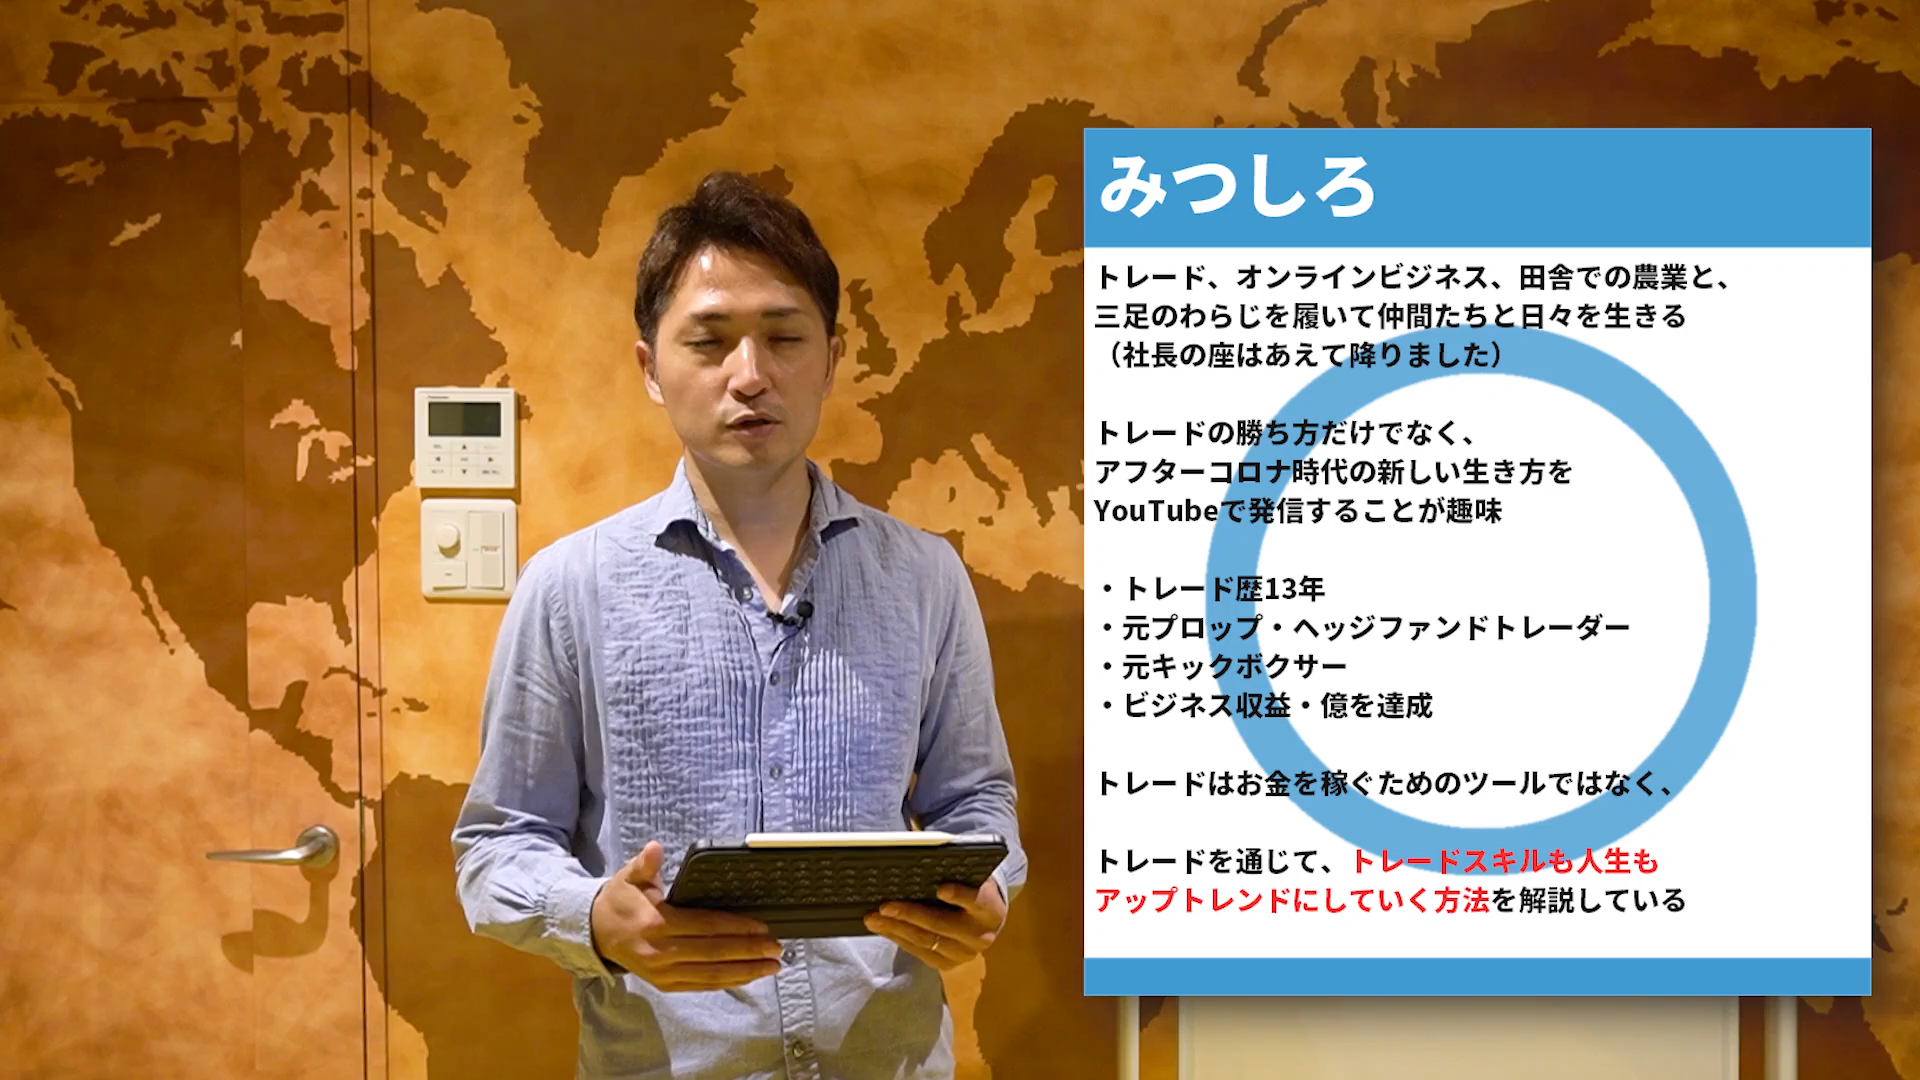 みつしろ
トレード、オンラインビジネス、田舎での農業と、
三足のわらじを履いて仲間たちと日々を生きる
（社長の座はあえて降りました）
トレードの勝ち方だけでなく、
アフターコロナ時代の新しい生き方を
YouTubeで発信することが趣味
・トレード歴13年
・元プロップ・ヘッジファンドトレーダー
・元キックボクサー
・ビジネス収益・億を達成
トレードはお金を稼ぐためのツールではなく、
トレードを通じて、トレードスキルも人生も
アップトレンドにしていく方法を解説している